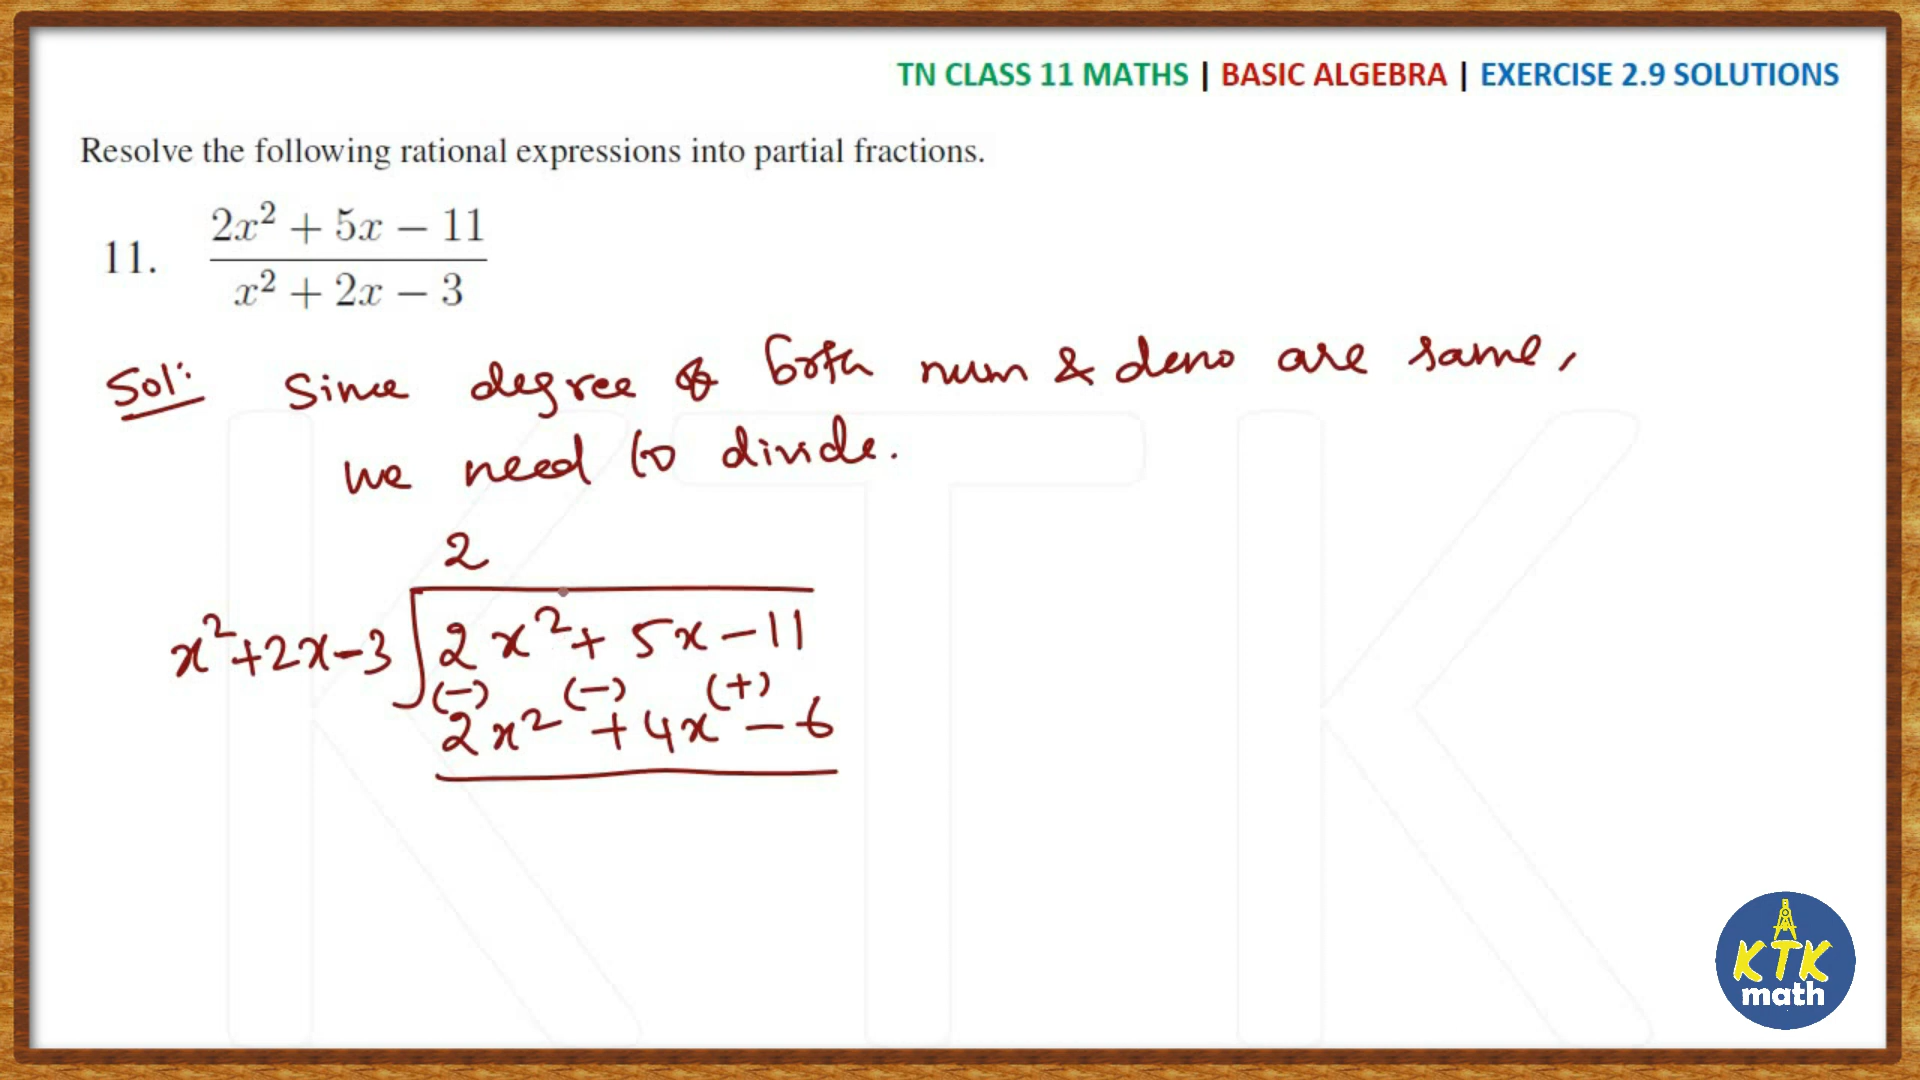 TN CLASS 11 MATHS | BASIC ALGEBRA | EXERCISE 2.9 SOLUTIONS
Resolve the following rational expressions into partial fractions.
11. (2x² + 5x − 11) / (x² + 2x − 3)
Sol: Since degree of both num & deno are same,
we need to divide.
2
x²+2x−3 | 2x² + 5x − 11
(−) (−) (+)
2x² + 4x − 6
KTK
KTK
math